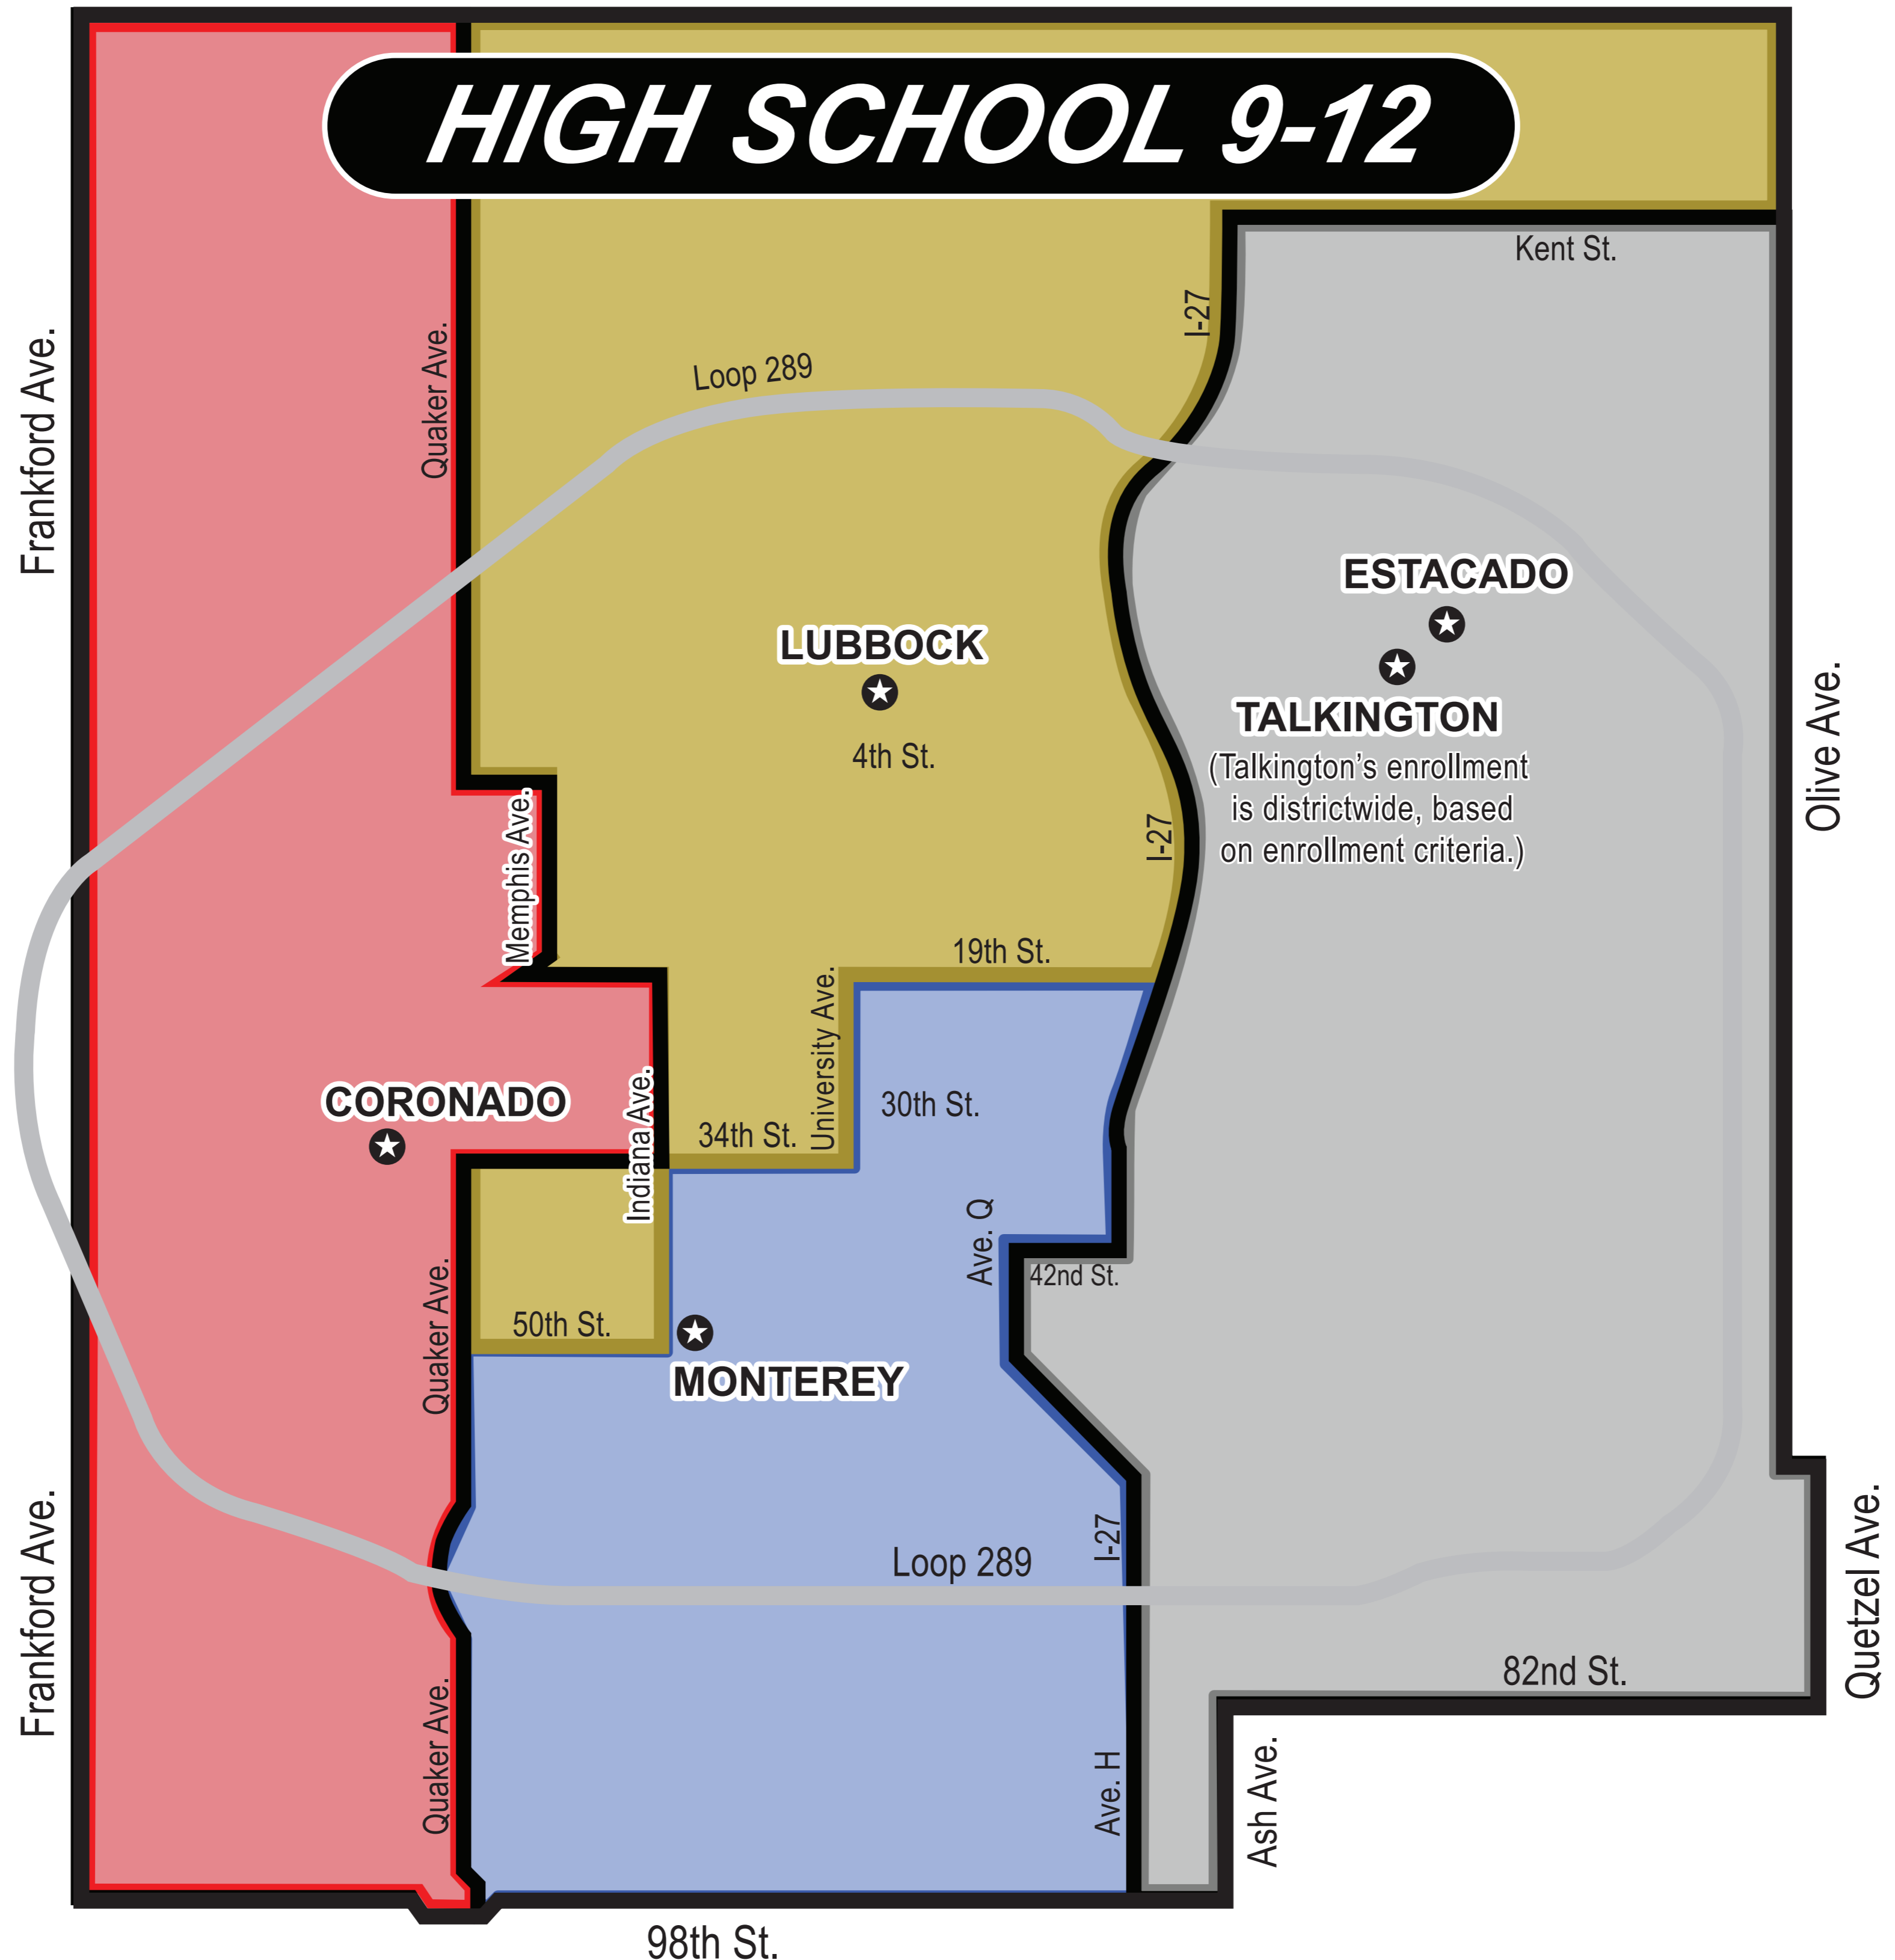 HIGH SCHOOL 9-12
Kent St.
I-27
Quaker Ave.
Frankford Ave.
Loop 289
ESTACADO
LUBBOCK
TALKINGTON
(Talkington’s enrollment
is districtwide, based
on enrollment criteria.)
4th St.
Olive Ave.
Memphis Ave.
I-27
19th St.
University Ave.
CORONADO
30th St.
Indiana Ave.
34th St.
Ave. Q
42nd St.
Quaker Ave.
50th St.
MONTEREY
Frankford Ave.
I-27
Loop 289
Quetzel Ave.
82nd St.
Quaker Ave.
Ave. H
Ash Ave.
98th St.